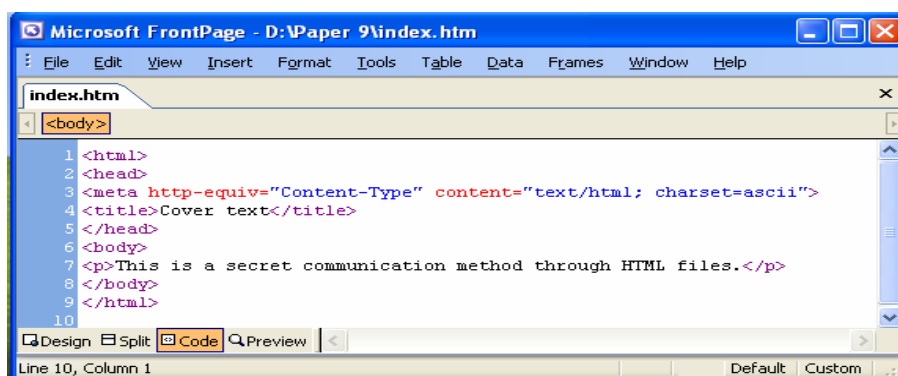 Microsoft FrontPage - D:\Paper 9\index.htm
File Edit View Insert Format Tools Table Data Frames Window Help
index.htm
<body>
1 <html>
2 <head>
3 <meta http-equiv="Content-Type" content="text/html; charset=ascii">
4 <title>Cover text</title>
5 </head>
6 <body>
7 <p>This is a secret communication method through HTML files.</p>
8 </body>
9 </html>
10
Design Split Code Preview
Line 10, Column 1 Default Custom